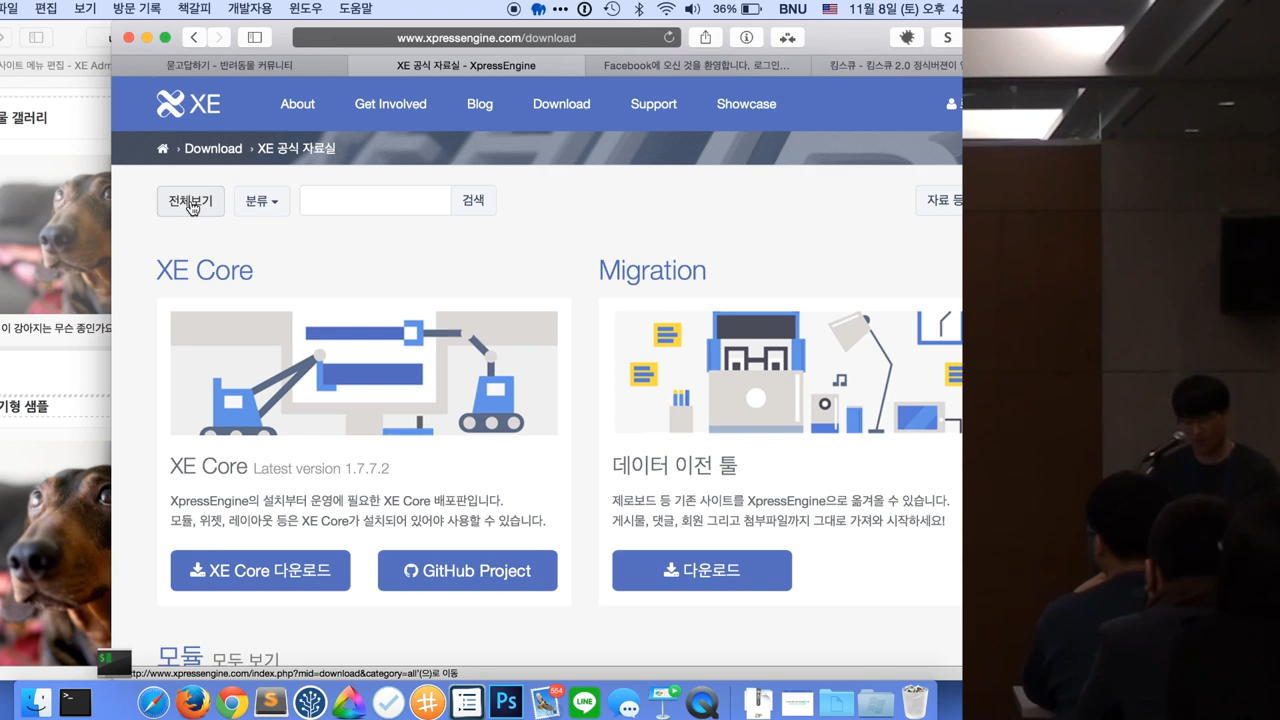 파일 편집 보기 방문 기록 책갈피 개발자용 윈도우 도움말
36% BNU 11월 8일 (토) 오후 4:
www.xpressengine.com/download
사이트 메뉴 편집 - XE Adm
묻고답하기 - 반려동물 커뮤니티
XE 공식 자료실 - XpressEngine
Facebook에 오신 것을 환영합니다. 로그인...
킴스큐 - 킴스큐 2.0 정식버전이
S
XE
About Get Involved Blog Download Support Showcase
Download › XE 공식 자료실
전체보기 분류 검색 자료 등
물 갤러리
XE Core
Migration
이 강아지는 무슨 종인가요
기형 샘플
XE Core Latest version 1.7.7.2
XpressEngine의 설치부터 운영에 필요한 XE Core 배포판입니다.
모듈, 위젯, 레이아웃 등은 XE Core가 설치되어 있어야 사용할 수 있습니다.
XE Core 다운로드
GitHub Project
데이터 이전 툴
제로보드 등 기존 사이트를 XpressEngine으로 옮겨올 수 있습니다.
게시물, 댓글, 회원 그리고 첨부파일까지 그대로 가져와 시작하세요!
다운로드
모듈 모두 보기
ttp://www.xpressengine.com/index.php?mid=download&category=all'(으)로 이동
Ps
564
LINE
ZIP